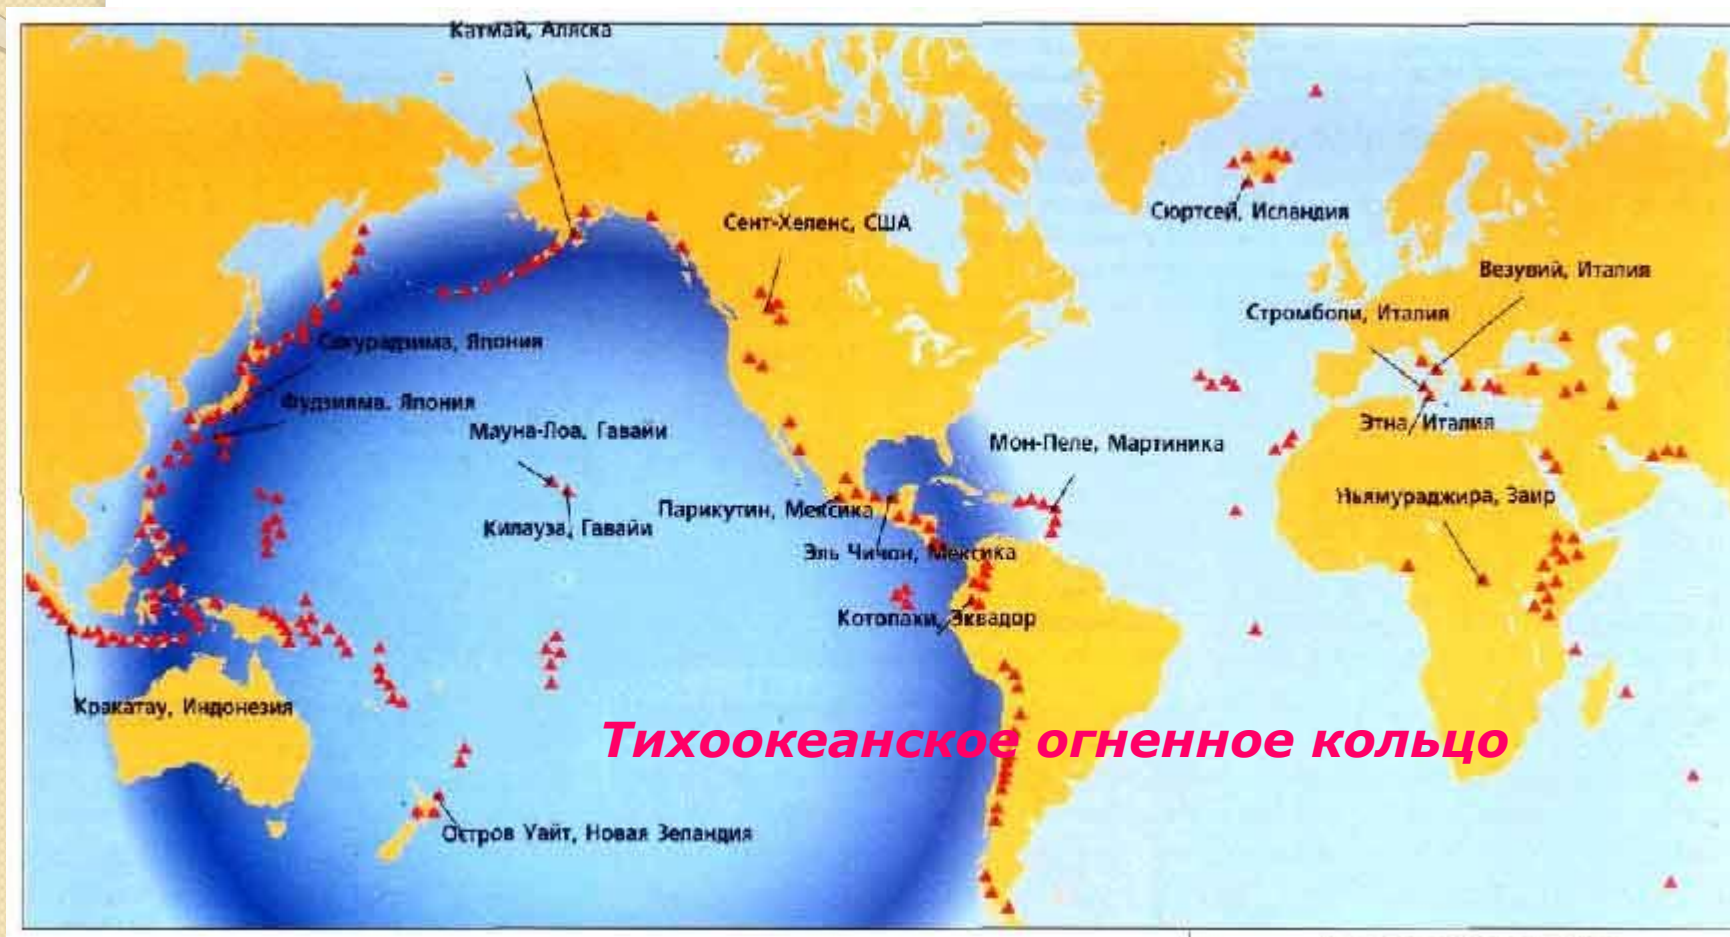 Катмай, Аляска
Сент-Хеленс, США
Сюртсей, Исландия
Везувий, Италия
Стромболи, Италия
Сакурадзима, Япония
Фудзияма, Япония
Мауна-Лоа, Гавайи
Мон-Пеле, Мартиника
Этна, Италия
Ньямураджира, Заир
Парикутин, Мексика
Килауза, Гавайи
Эль Чичон, Мексика
Котопахи, Эквадор
Кракатау, Индонезия
Тихоокеанское огненное кольцо
Остров Уайт, Новая Зеландия